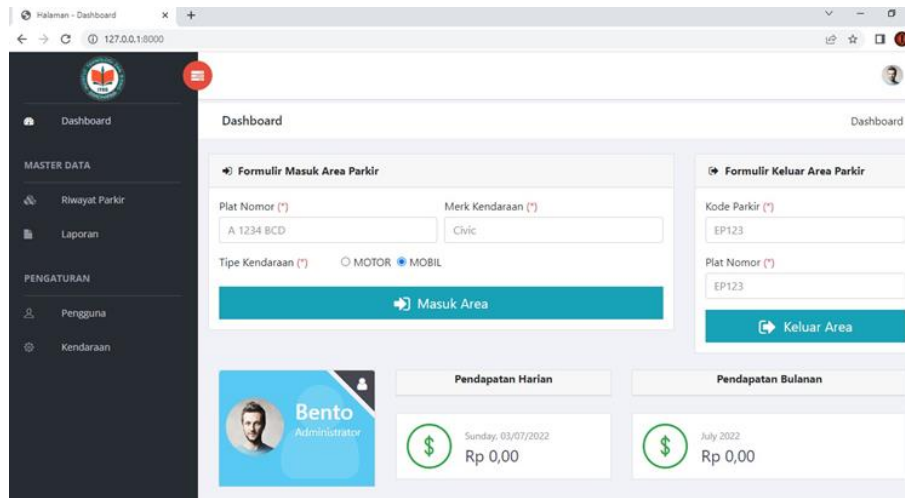 Halaman - Dashboard
127.0.0.1:8000
Dashboard
MASTER DATA
Riwayat Parkir
Laporan
PENGATURAN
Pengguna
Kendaraan
Dashboard
Dashboard
Formulir Masuk Area Parkir
Plat Nomor (*)
Merk Kendaraan (*)
A 1234 BCD
Civic
Tipe Kendaraan (*)
MOTOR
MOBIL
Masuk Area
Formulir Keluar Area Parkir
Kode Parkir (*)
EP123
Plat Nomor (*)
EP123
Keluar Area
Bento
Administrator
Pendapatan Harian
Sunday, 03/07/2022
Rp 0,00
Pendapatan Bulanan
July 2022
Rp 0,00